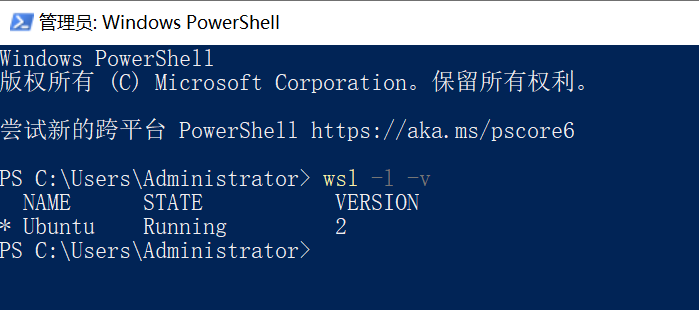 管理员: Windows PowerShell
Windows PowerShell
版权所有 (C) Microsoft Corporation。保留所有权利。
尝试新的跨平台 PowerShell https://aka.ms/pscore6
PS C:\Users\Administrator> wsl -l -v
  NAME      STATE           VERSION
* Ubuntu    Running         2
PS C:\Users\Administrator>